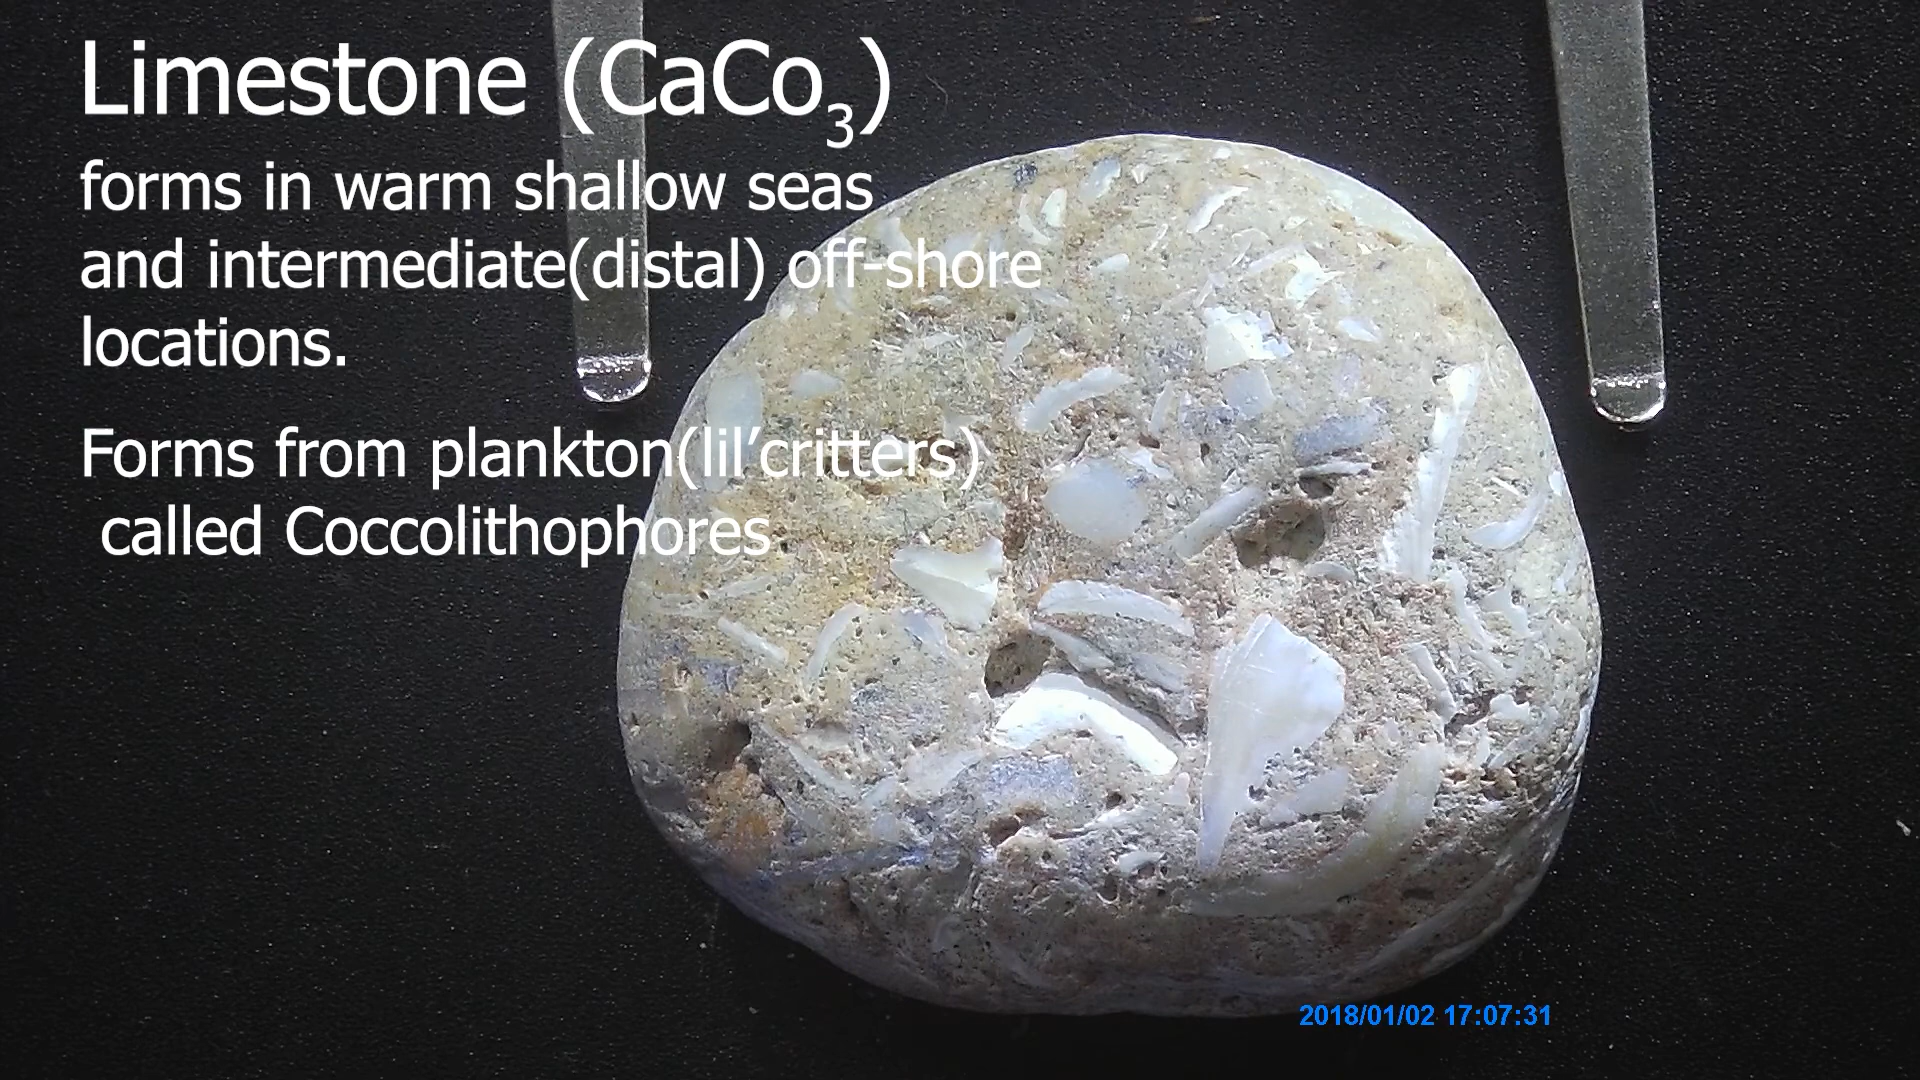 Limestone (CaCo₃)
forms in warm shallow seas
and intermediate(distal) off-shore
locations.
Forms from plankton(lil’critters)
called Coccolithophores
2018/01/02 17:07:31